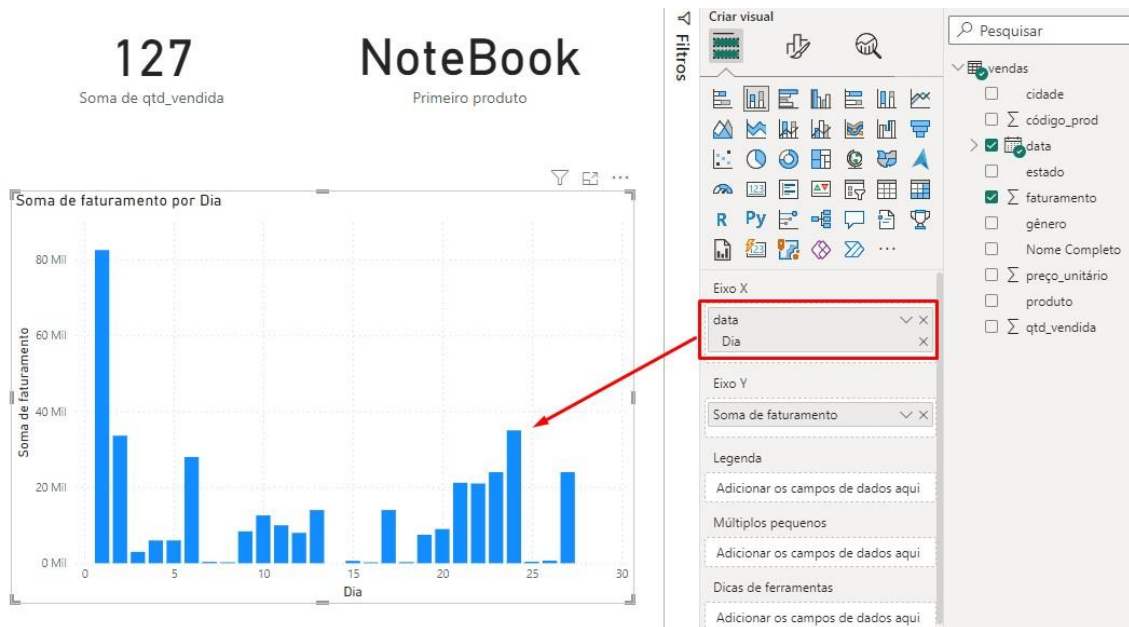 127
Soma de qtd_vendida
NoteBook
Primeiro produto
Soma de faturamento por Dia
Soma de faturamento
80 Mil
60 Mil
40 Mil
20 Mil
0 Mil
0 5 10 15 20 25 30
Dia
Filtros
Criar visual
123
R Py
123
Eixo X
data
Dia
Eixo Y
Soma de faturamento
Legenda
Adicionar os campos de dados aqui
Múltiplos pequenos
Adicionar os campos de dados aqui
Dicas de ferramentas
Adicionar os campos de dados aqui
Pesquisar
vendas
cidade
∑ código_prod
data
estado
∑ faturamento
gênero
Nome Completo
∑ preço_unitário
produto
∑ qtd_vendida